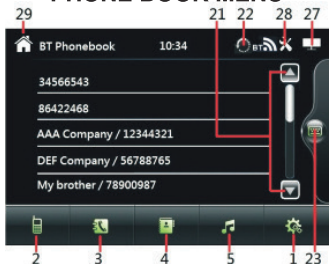 PHONE BOOK MENU
29 21 22 28 27
BT Phonebook 10:34 BT
34566543
86422468
AAA Company / 12344321
DEF Company / 56788765
My brother / 78900987
2 3 4 5 1 23